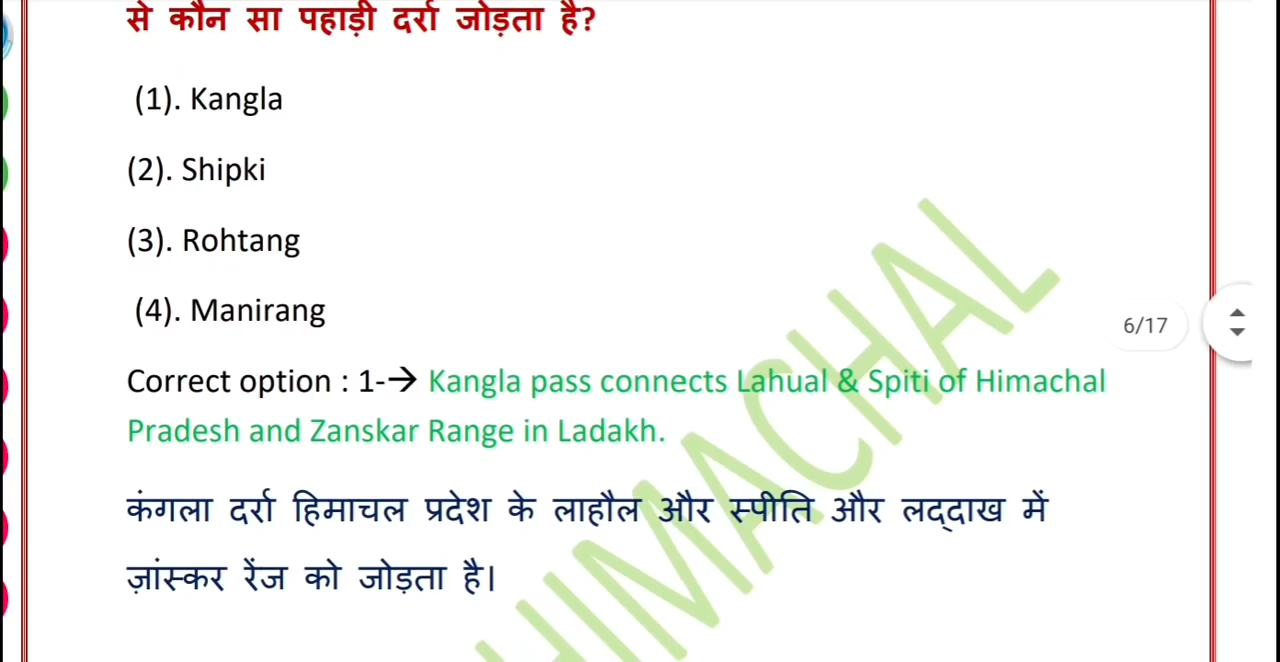 से कौन सा पहाड़ी दर्रा जोड़ता है?
(1). Kangla
(2). Shipki
(3). Rohtang
(4). Manirang
6/17
Correct option : 1-→ Kangla pass connects Lahual & Spiti of Himachal
Pradesh and Zanskar Range in Ladakh.
कंगला दर्रा हिमाचल प्रदेश के लाहौल और स्पीति और लद्दाख में
ज़ांस्कर रेंज को जोड़ता है।
HIMACHAL